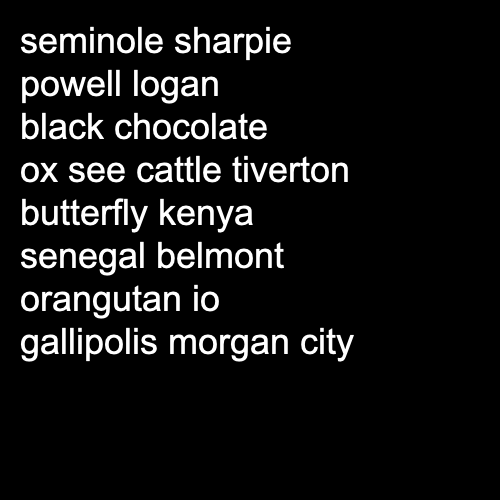 seminole sharpie
powell logan
black chocolate
ox see cattle tiverton
butterfly kenya
senegal belmont
orangutan io
gallipolis morgan city